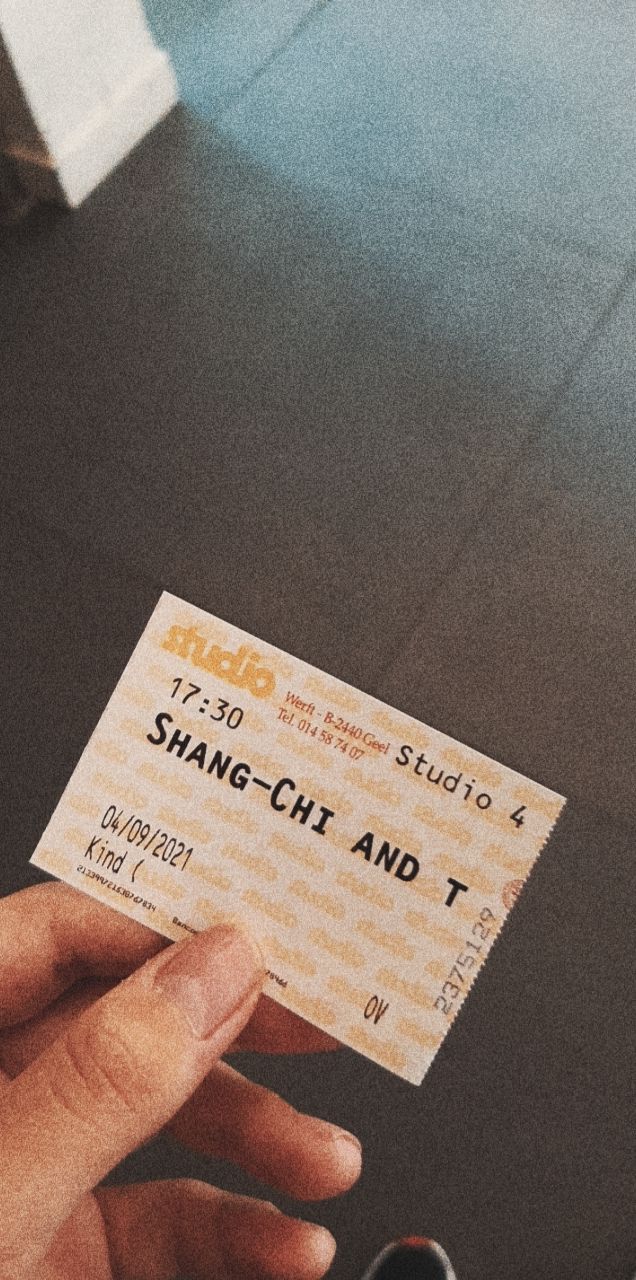 studio
Werft - B-2440 Geel
Tel. 014 58 74 07
Studio 4
17:30
SHANG-CHI AND T
04/09/2021
Kind (
OV
2375129